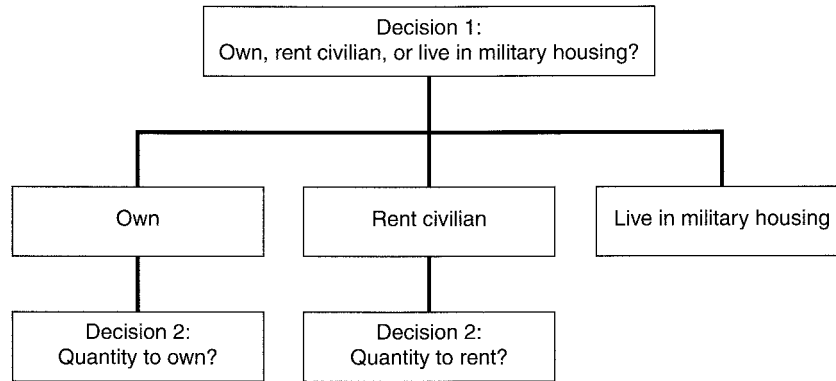 Decision 1:
Own, rent civilian, or live in military housing?
Own
Rent civilian
Live in military housing
Decision 2:
Quantity to own?
Decision 2:
Quantity to rent?